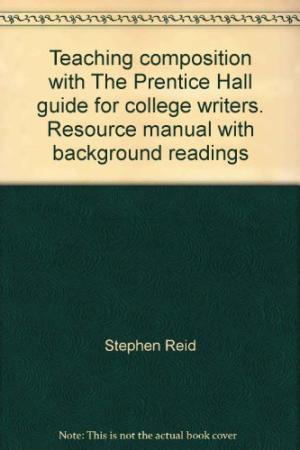 Teaching composition
with The Prentice Hall
guide for college writers.
Resource manual with
background readings
Stephen Reid
Note: This is not the actual book cover